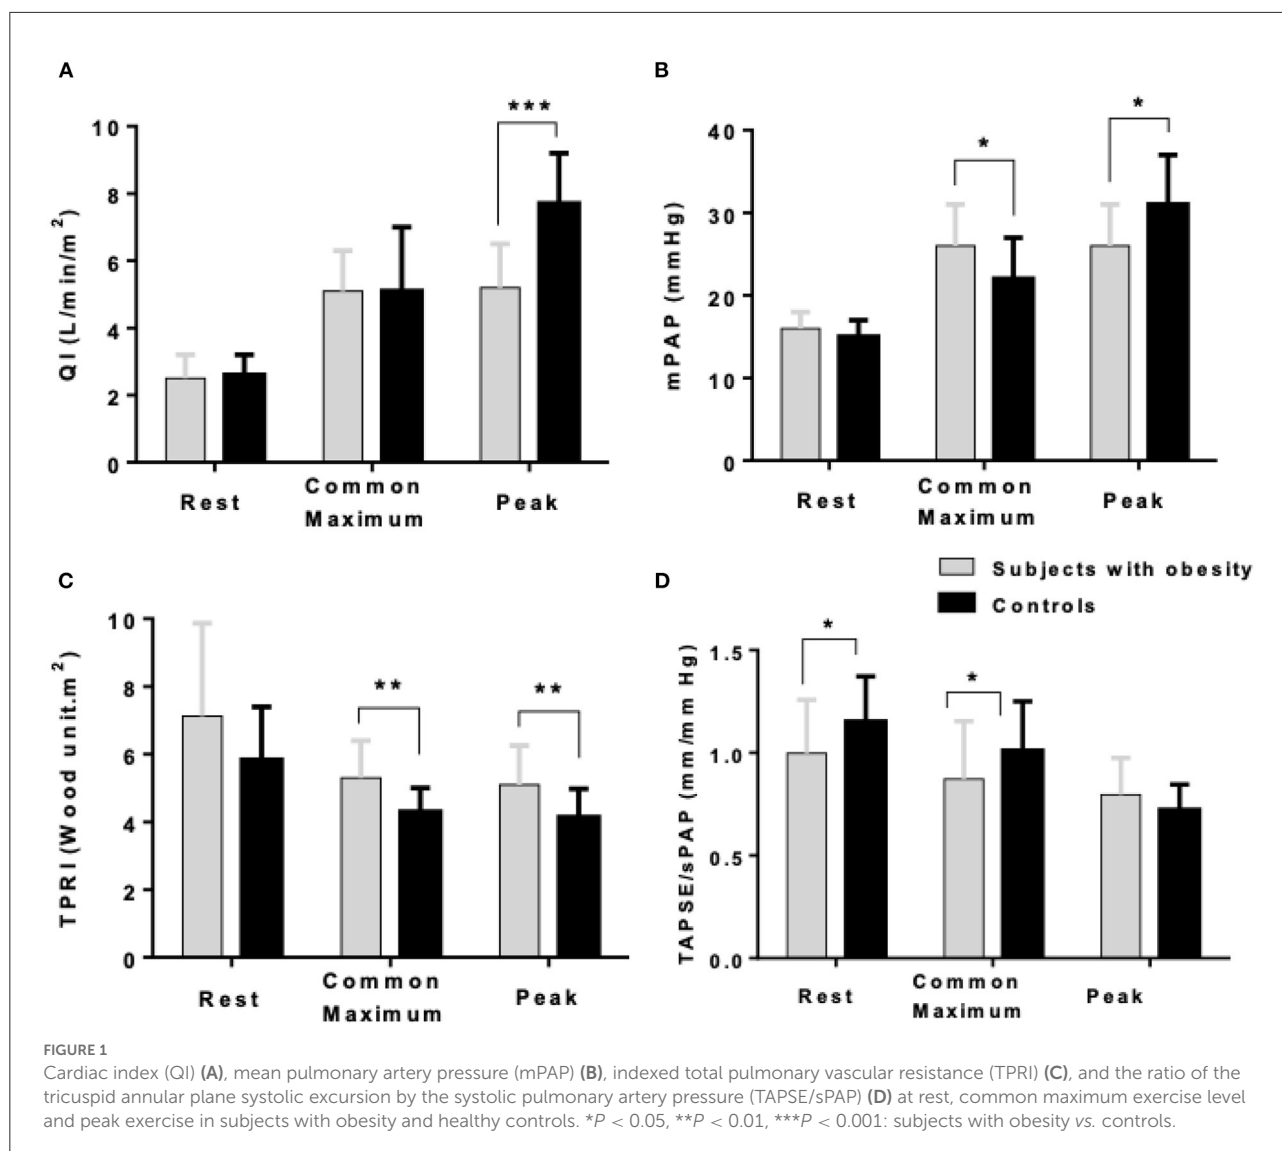 A
***
10
8
6
4
2
0
QI (L/min/m²)
Rest
Common
Maximum
Peak
B
*
*
40
30
20
10
0
mPAP (mmHg)
Rest
Common
Maximum
Peak
C
**
**
10
8
6
4
2
0
TPRI (Wood unit.m²)
Rest
Common
Maximum
Peak
Subjects with obesity
Controls
D
*
*
1.5
1.0
0.5
0.0
TAPSE/sPAP (mm/mm Hg)
Rest
Common
Maximum
Peak
FIGURE 1
Cardiac index (QI) (A), mean pulmonary artery pressure (mPAP) (B), indexed total pulmonary vascular resistance (TPRI) (C), and the ratio of the
tricuspid annular plane systolic excursion by the systolic pulmonary artery pressure (TAPSE/sPAP) (D) at rest, common maximum exercise level
and peak exercise in subjects with obesity and healthy controls. *P < 0.05, **P < 0.01, ***P < 0.001: subjects with obesity vs. controls.